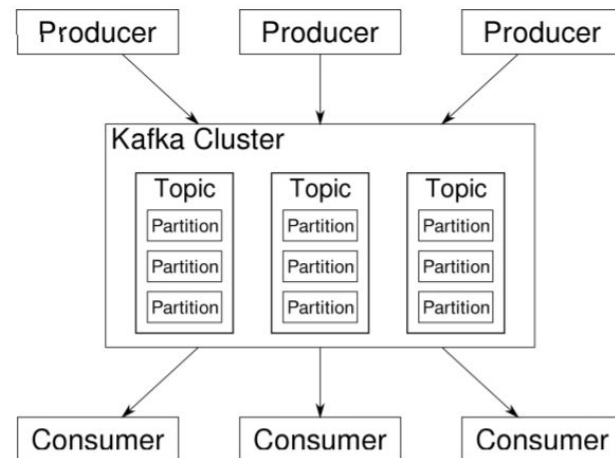 Producer Producer Producer
Kafka Cluster
Topic Topic Topic
Partition Partition Partition
Partition Partition Partition
Partition Partition Partition
Consumer Consumer Consumer